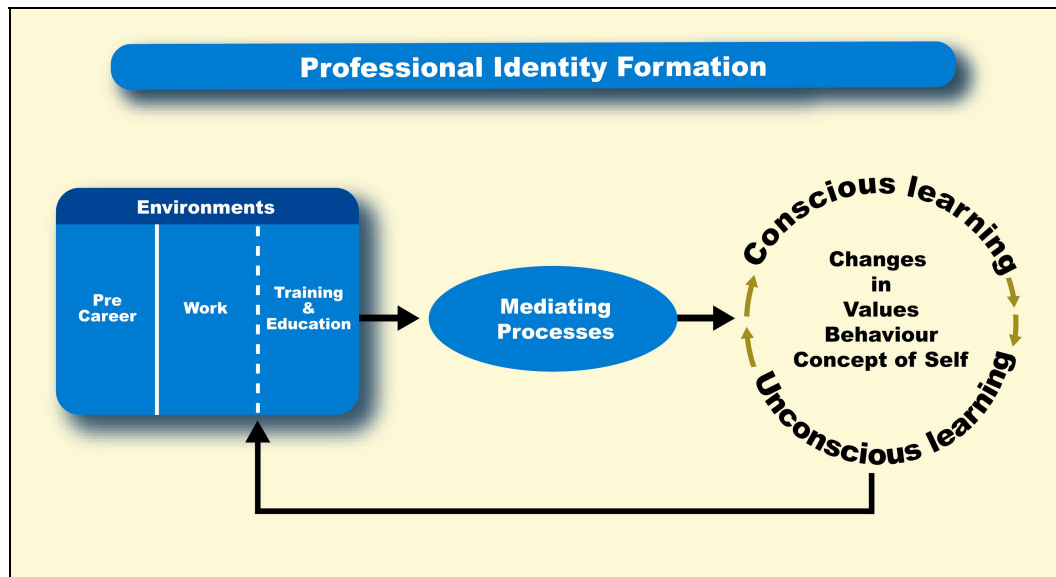 Professional Identity Formation
Environments
Pre
Career
Work
Training
&
Education
Mediating
Processes
Conscious learning
Changes
in
Values
Behaviour
Concept of Self
Unconscious learning